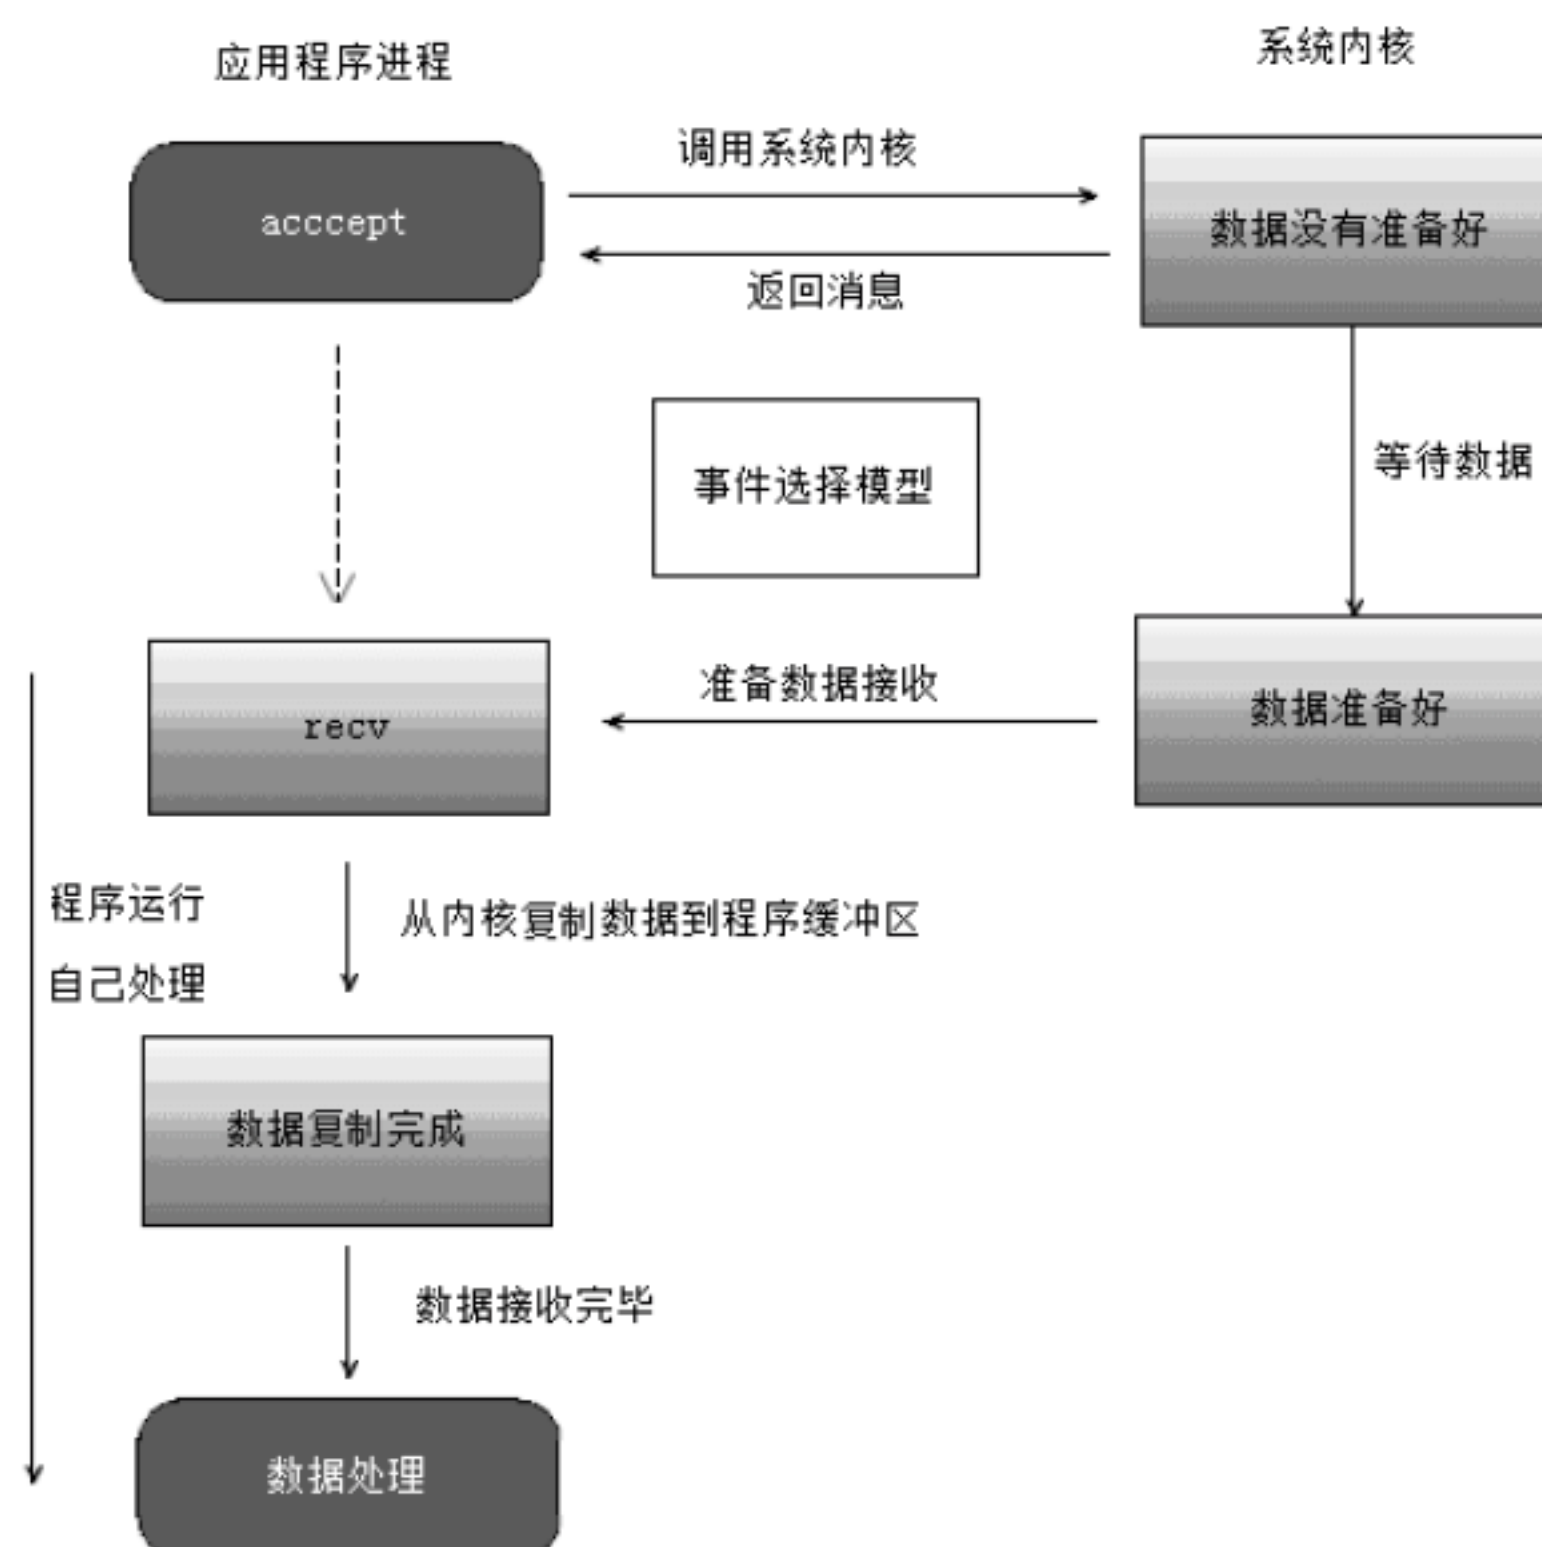 应用程序进程
系统内核
调用系统内核
acccept
数据没有准备好
返回消息
事件选择模型
等待数据
准备数据接收
数据准备好
recv
程序运行
从内核复制数据到程序缓冲区
自己处理
数据复制完成
数据接收完毕
数据处理